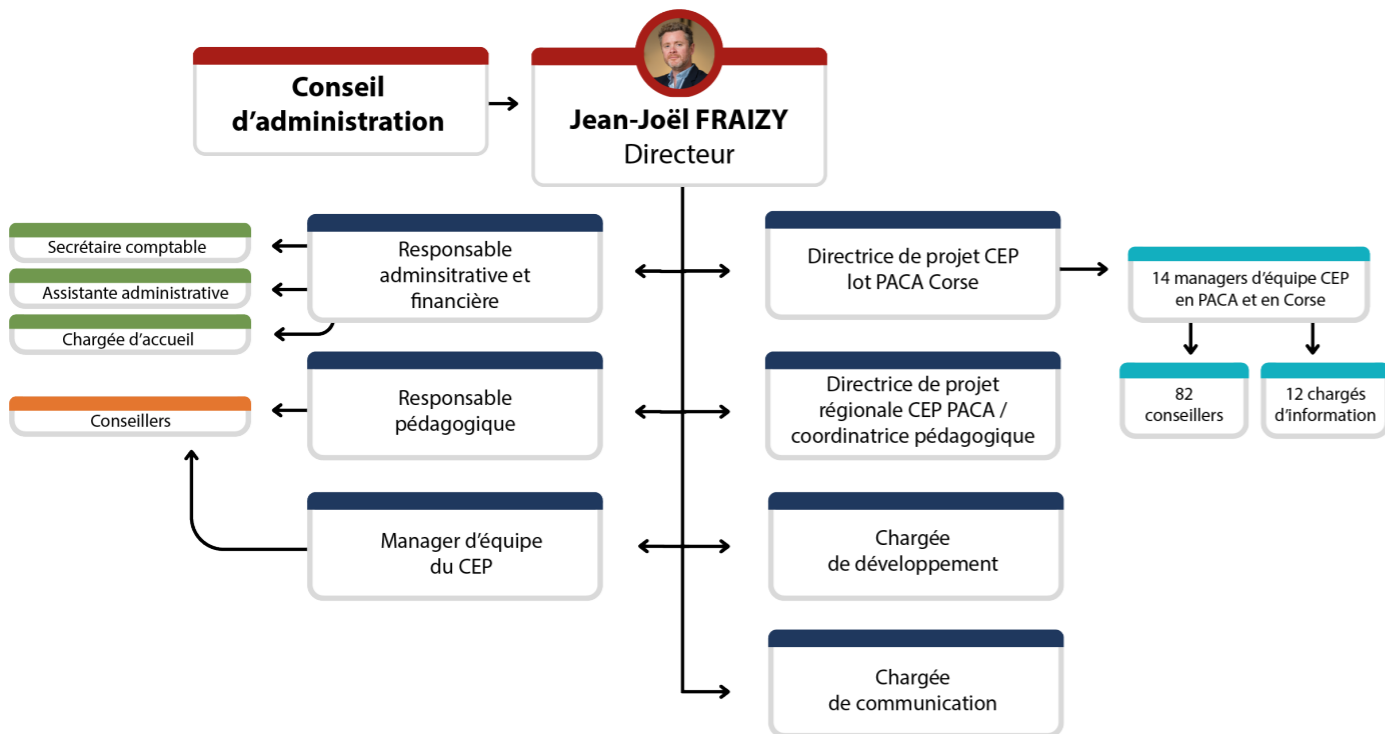 Conseil
d'administration
Jean-Joël FRAIZY
Directeur
Secrétaire comptable
Assistante administrative
Chargée d'accueil
Responsable
adminsitrative et
financière
Directrice de projet CEP
lot PACA Corse
14 managers d'équipe CEP
en PACA et en Corse
82
conseillers
12 chargés
d'information
Conseillers
Responsable
pédagogique
Directrice de projet
régionale CEP PACA /
coordinatrice pédagogique
Manager d'équipe
du CEP
Chargée
de développement
Chargée
de communication